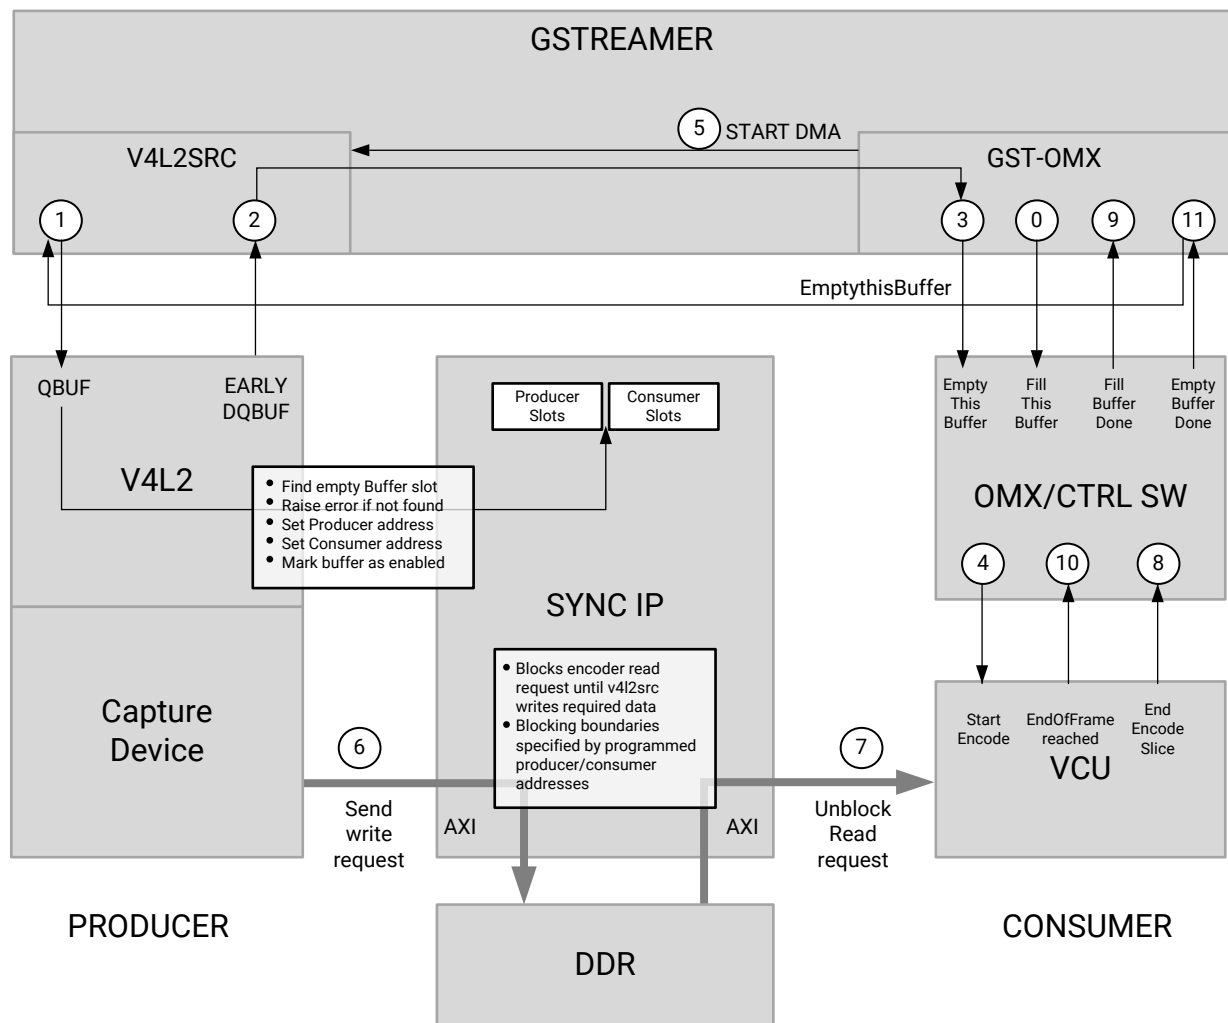 GSTREAMER
5 START DMA
V4L2SRC
GST-OMX
1
2
3
0
9
11
EmptythisBuffer
QBUF
EARLY
DQBUF
V4L2
Producer
Slots
Consumer
Slots
Empty
This
Buffer
Fill
This
Buffer
Fill
Buffer
Done
Empty
Buffer
Done
• Find empty Buffer slot
• Raise error if not found
• Set Producer address
• Set Consumer address
• Mark buffer as enabled
OMX/CTRL SW
4
10
8
SYNC IP
• Blocks encoder read
request until v4l2src
writes required data
• Blocking boundaries
specified by programmed
producer/consumer
addresses
Capture
Device
6
Send
write
request
AXI
AXI
7
Unblock
Read
request
Start
Encode
EndOfFrame
reached
End
Encode
Slice
VCU
PRODUCER
DDR
CONSUMER